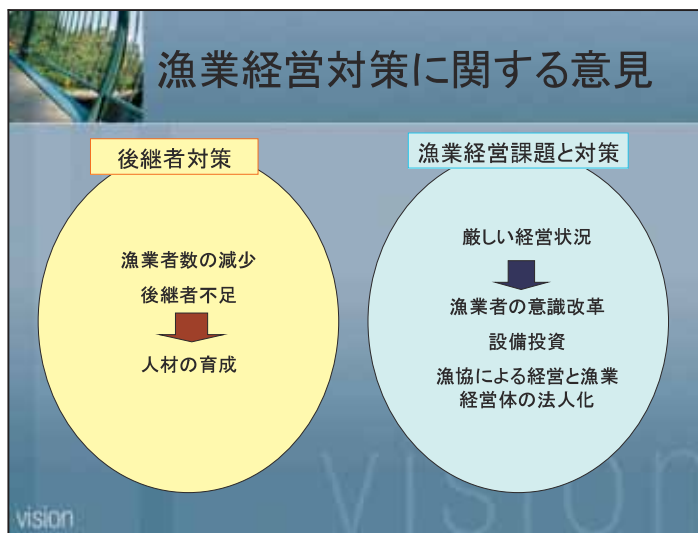 漁業経営対策に関する意見
後継者対策
漁業者数の減少
後継者不足
人材の育成
漁業経営課題と対策
厳しい経営状況
漁業者の意識改革
設備投資
漁協による経営と漁業
経営体の法人化
vision
vision